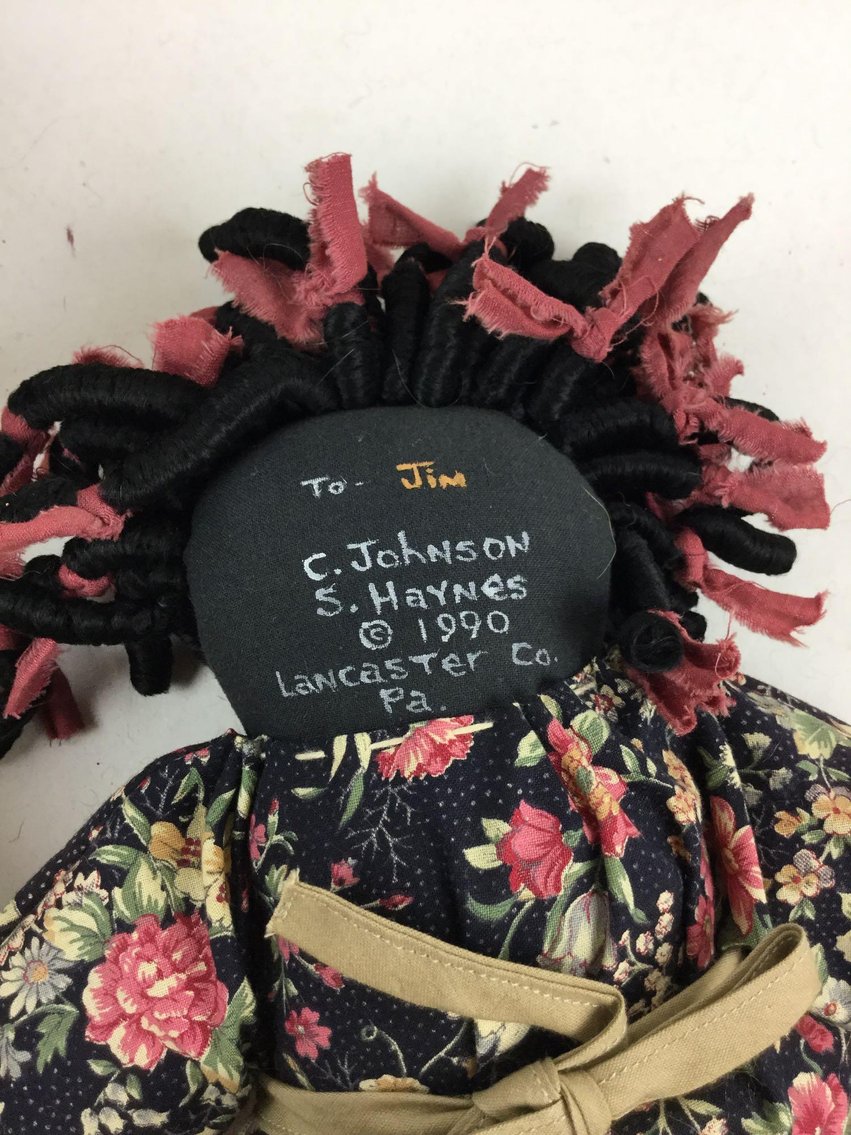 To- Jim
C. Johnson
S. Haynes
© 1990
Lancaster Co.
Pa.